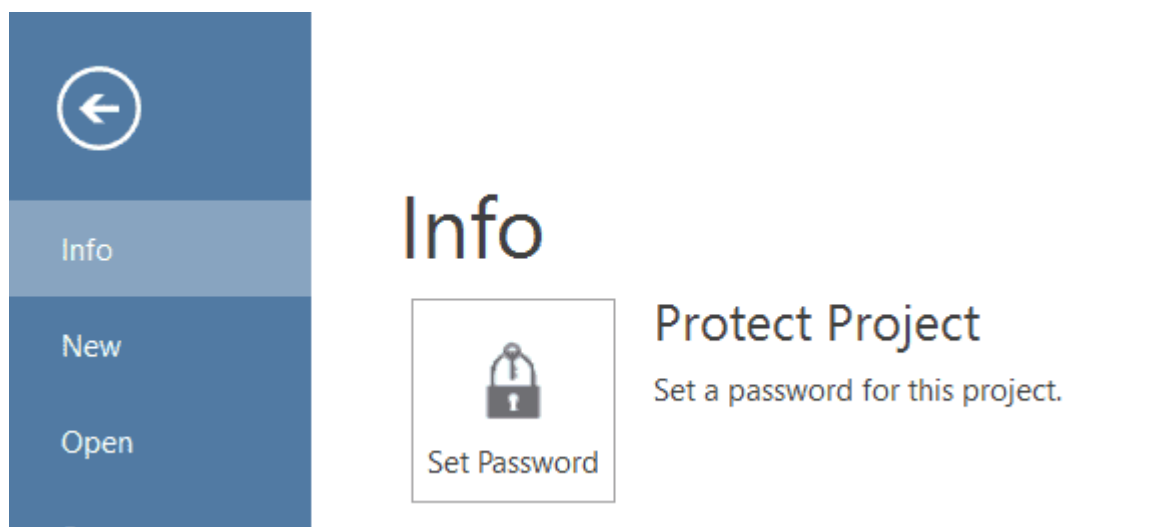 Info
New
Open
Info
Set Password
Protect Project
Set a password for this project.